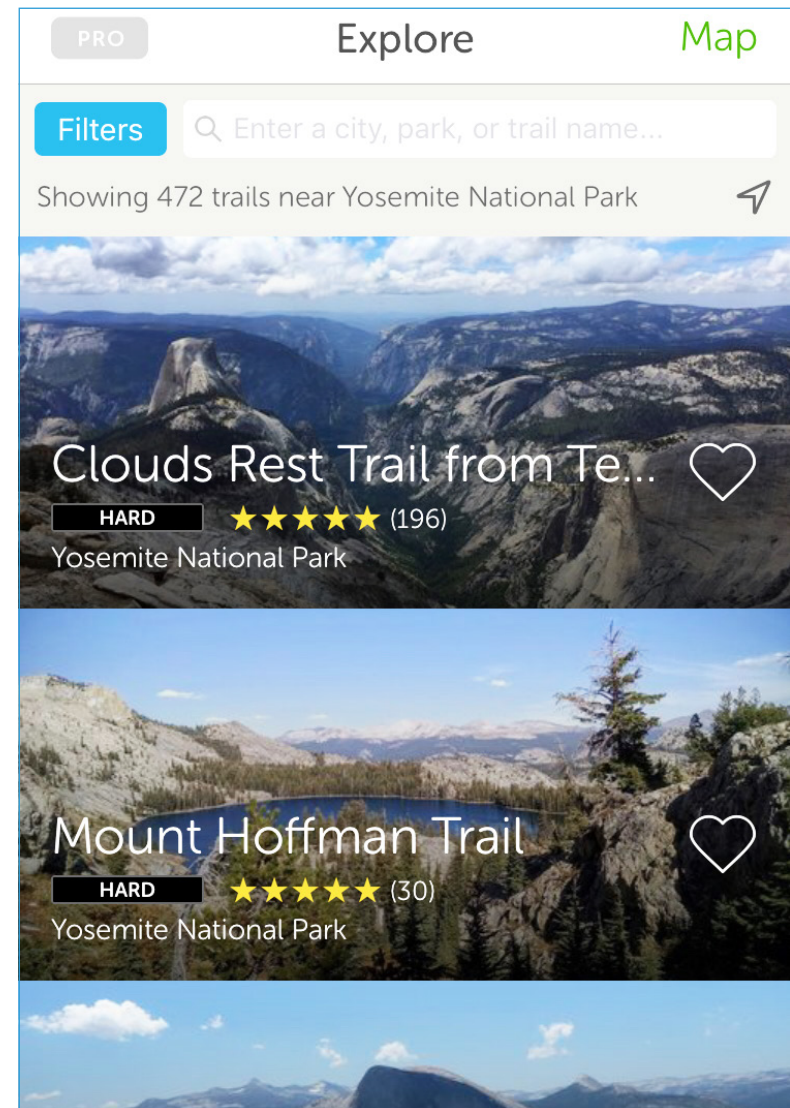 PRO
Explore
Map
Filters
Enter a city, park, or trail name...
Showing 472 trails near Yosemite National Park
Clouds Rest Trail from Te...
HARD
(196)
Yosemite National Park
Mount Hoffman Trail
HARD
(30)
Yosemite National Park